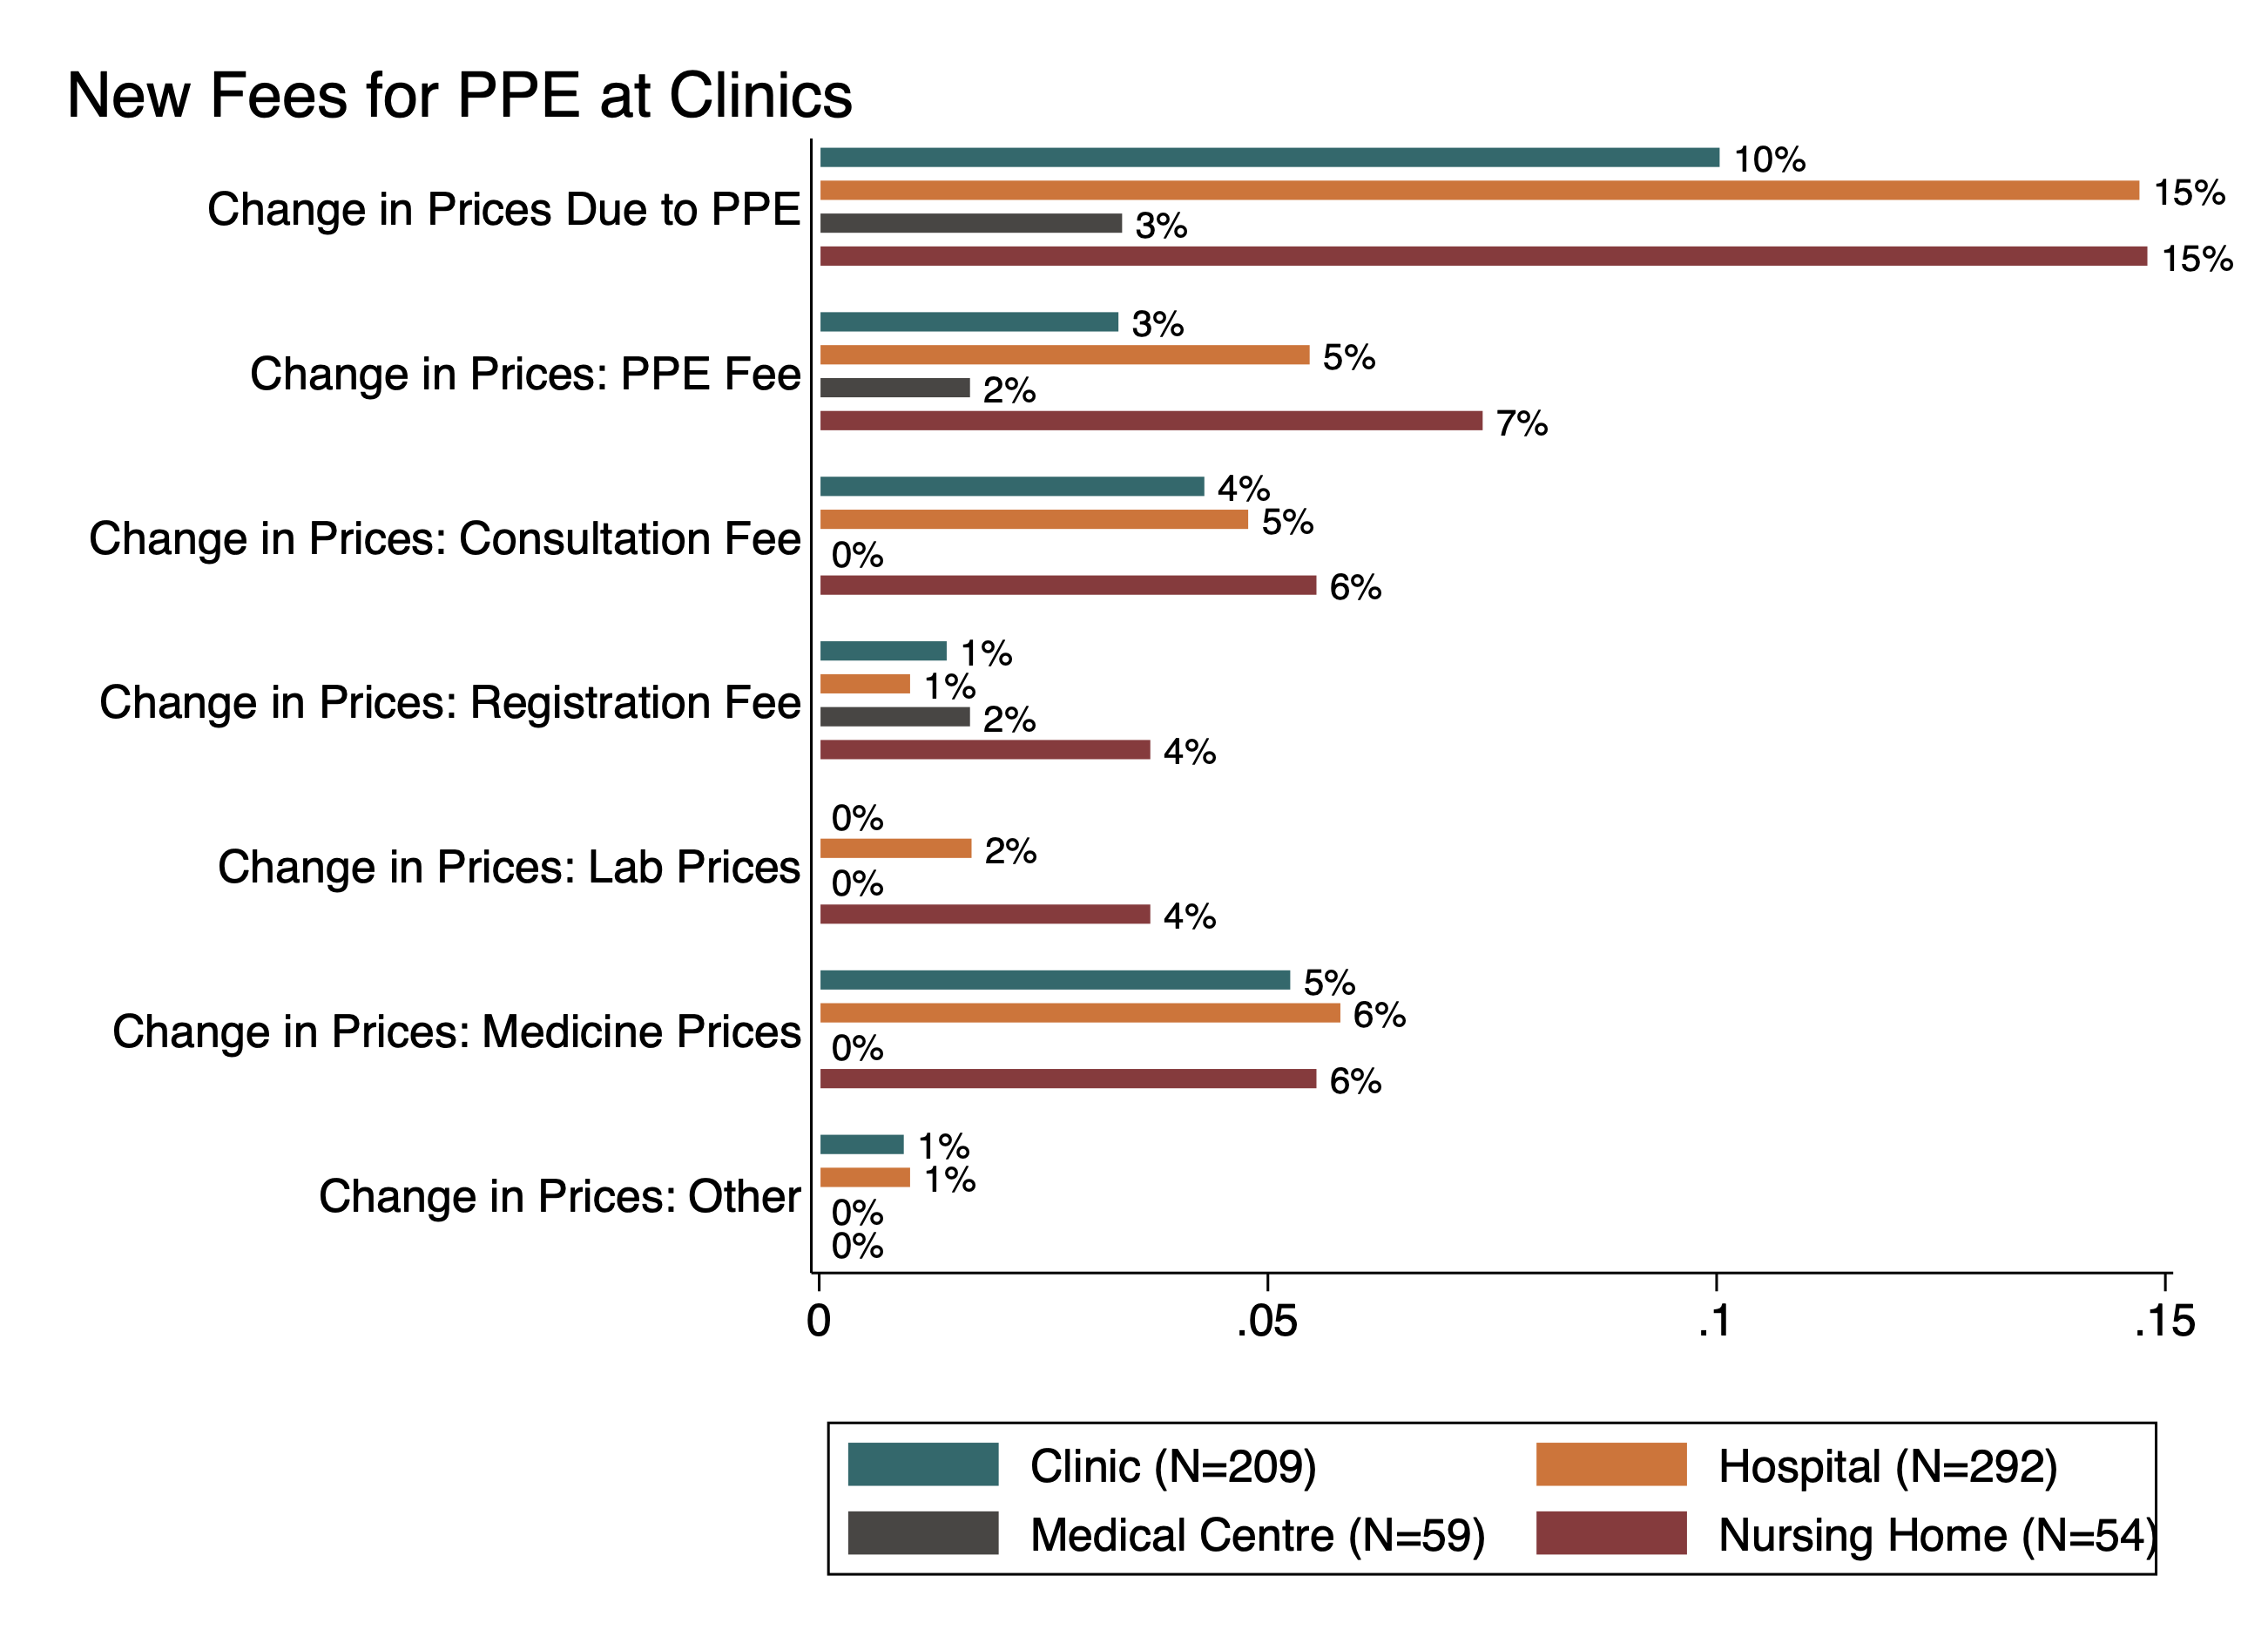 New Fees for PPE at Clinics
Change in Prices Due to PPE
10%
15%
3%
15%
Change in Prices: PPE Fee
3%
5%
2%
7%
Change in Prices: Consultation Fee
4%
5%
0%
6%
Change in Prices: Registration Fee
1%
1%
2%
4%
Change in Prices: Lab Prices
0%
2%
0%
4%
Change in Prices: Medicine Prices
5%
6%
0%
6%
Change in Prices: Other
1%
1%
0%
0%
0 .05 .1 .15
Clinic (N=209) Hospital (N=292)
Medical Centre (N=59) Nursing Home (N=54)